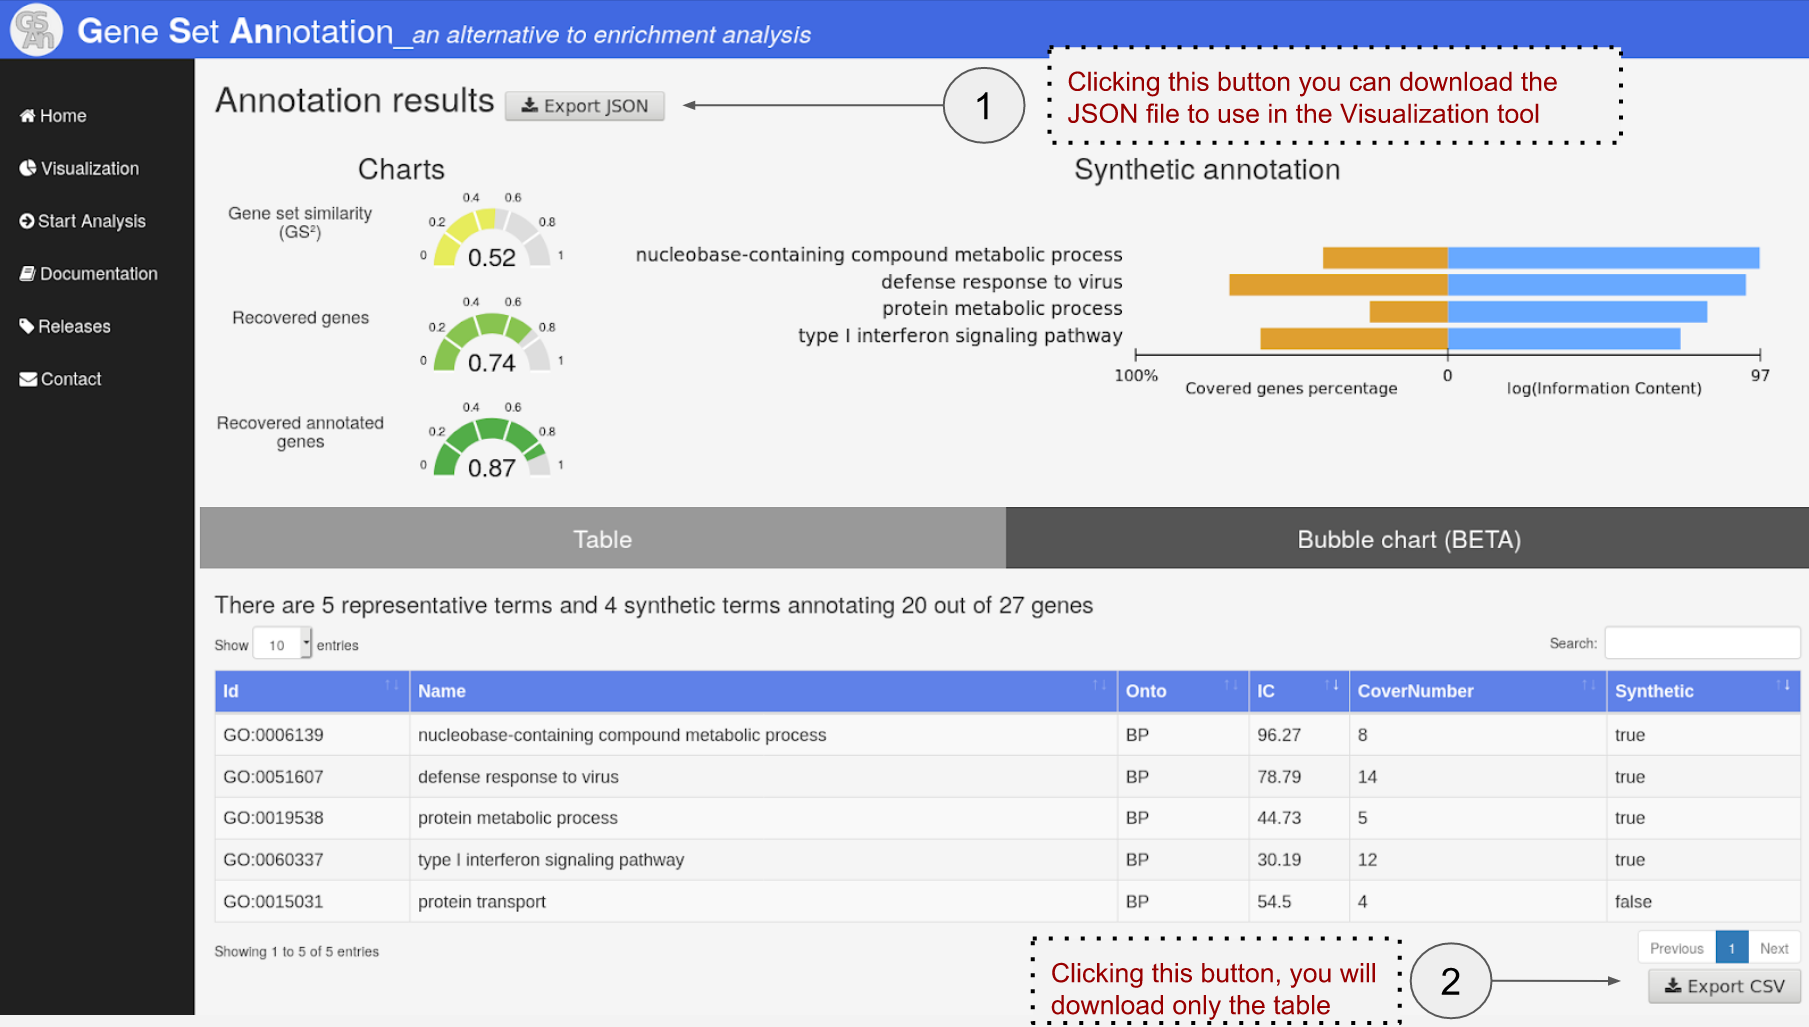 GSAn
Gene Set Annotation_an alternative to enrichment analysis
Home
Visualization
Start Analysis
Documentation
Releases
Contact
Annotation results
Export JSON
1
Clicking this button you can download the
JSON file to use in the Visualization tool
Charts
Gene set similarity
(GS²)
0 0.2 0.4 0.6 0.8 1
0.52
Recovered genes
0 0.2 0.4 0.6 0.8 1
0.74
Recovered annotated
genes
0 0.2 0.4 0.6 0.8 1
0.87
Synthetic annotation
nucleobase-containing compound metabolic process
defense response to virus
protein metabolic process
type I interferon signaling pathway
100% 0 97
Covered genes percentage log(Information Content)
Table Bubble chart (BETA)
There are 5 representative terms and 4 synthetic terms annotating 20 out of 27 genes
Show 10 entries Search:
Id Name Onto IC CoverNumber Synthetic
GO:0006139 nucleobase-containing compound metabolic process BP 96.27 8 true
GO:0051607 defense response to virus BP 78.79 14 true
GO:0019538 protein metabolic process BP 44.73 5 true
GO:0060337 type I interferon signaling pathway BP 30.19 12 true
GO:0015031 protein transport BP 54.5 4 false
Showing 1 to 5 of 5 entries
Previous 1 Next
Clicking this button, you will
download only the table
2
Export CSV